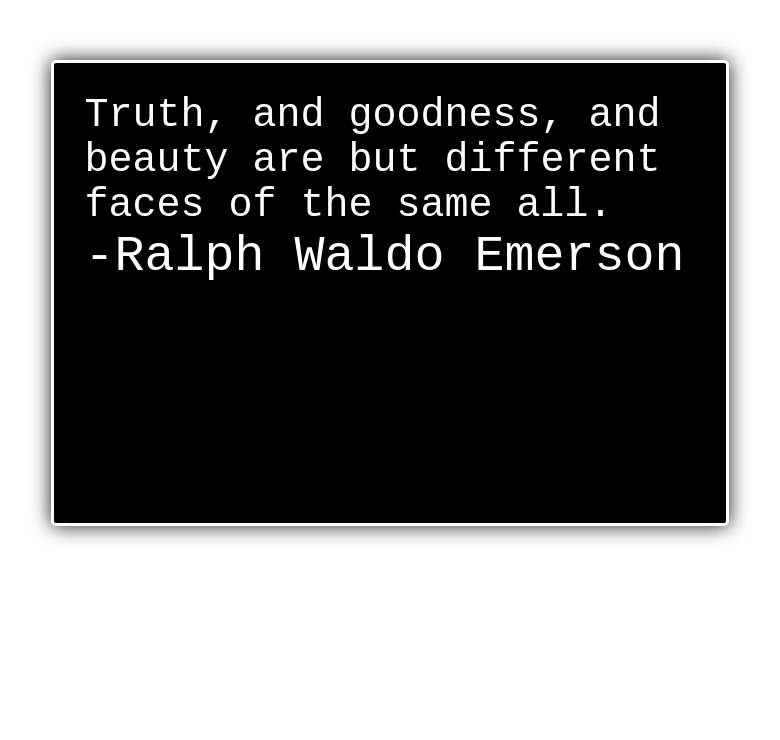 Truth, and goodness, and
beauty are but different
faces of the same all.
-Ralph Waldo Emerson